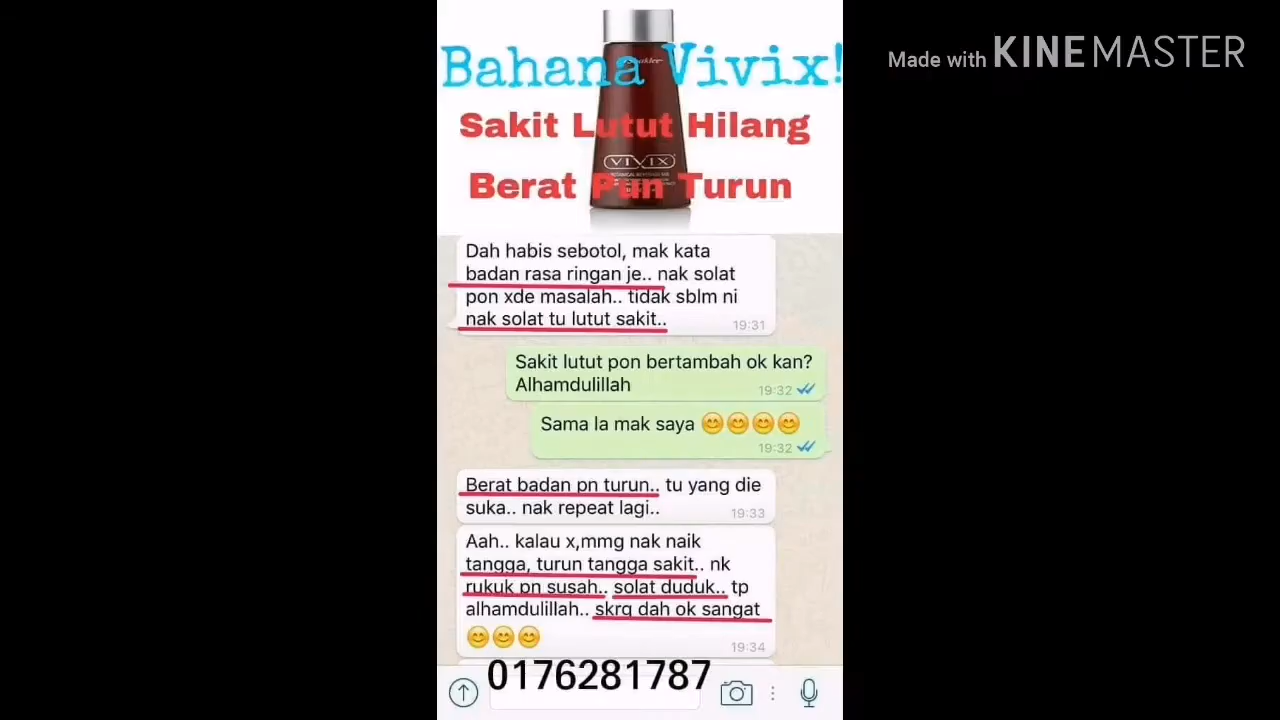 Made with KINEMASTER
Shaklee
Bahana Vivix!
Sakit Lutut Hilang
VIVIX
Berat Pun Turun
Dah habis sebotol, mak kata
badan rasa ringan je.. nak solat
pon xde masalah.. tidak sblm ni
nak solat tu lutut sakit..
19:31
Sakit lutut pon bertambah ok kan?
Alhamdulillah
19:32
Sama la mak saya 😊😊😊😊
19:32
Berat badan pn turun.. tu yang die
suka.. nak repeat lagi..
19:33
Aah.. kalau x,mmg nak naik
tangga, turun tangga sakit.. nk
rukuk pn susah.. solat duduk.. tp
alhamdulillah.. skrg dah ok sangat
😊😊😊
19:34
0176281787